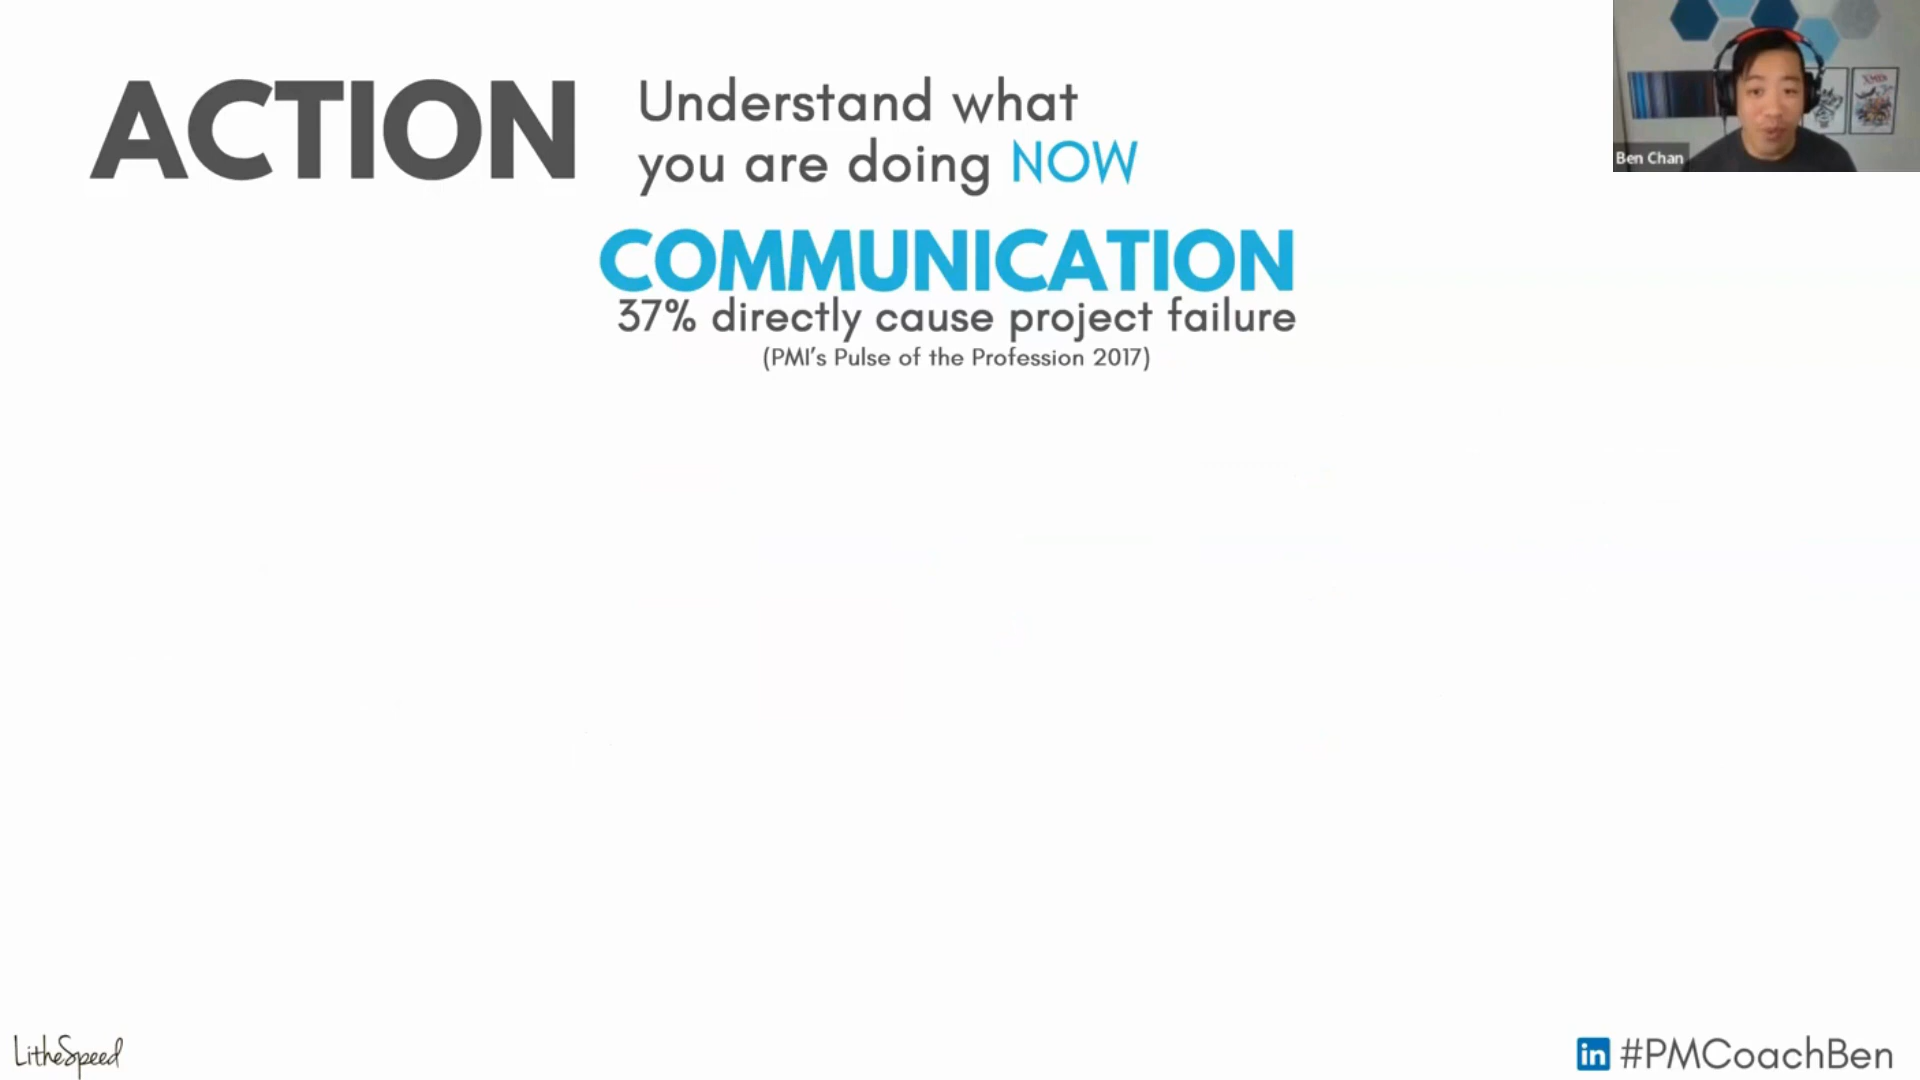 ACTION
Understand what
you are doing NOW
COMMUNICATION
37% directly cause project failure
(PMI's Pulse of the Profession 2017)
Ben Chan
LitheSpeed
in #PMCoachBen